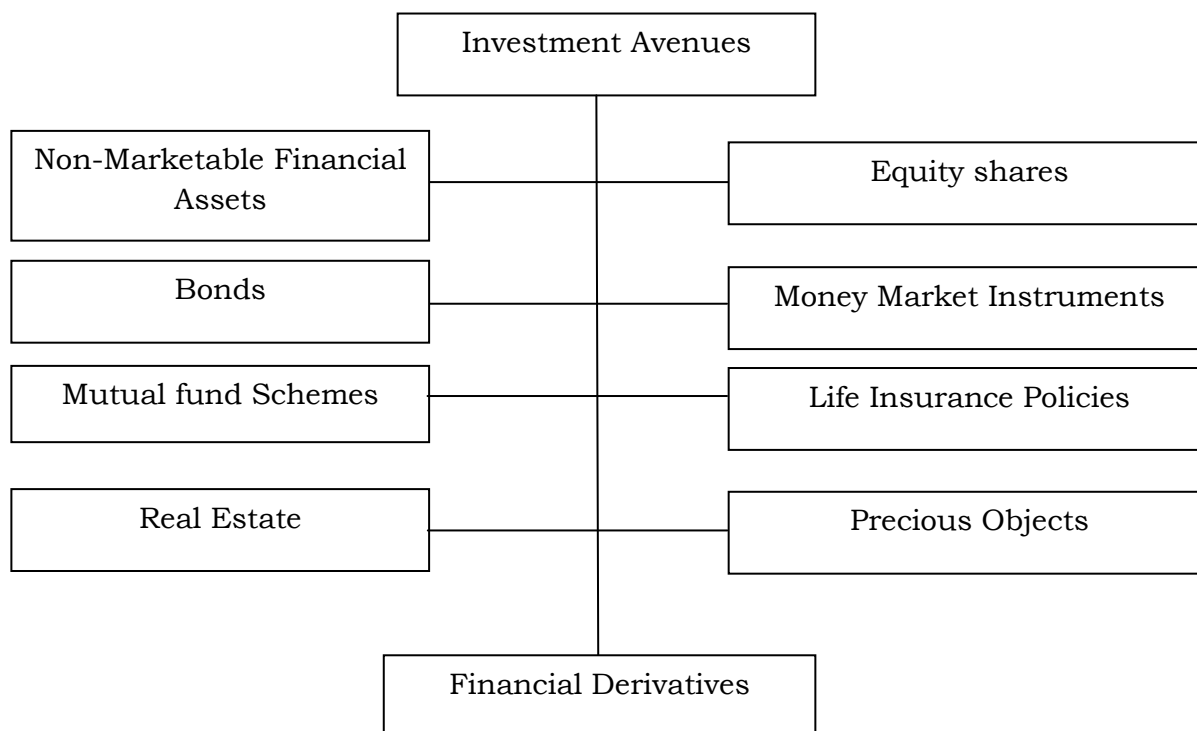 Investment Avenues
Non-Marketable Financial
Assets
Equity shares
Bonds
Money Market Instruments
Mutual fund Schemes
Life Insurance Policies
Real Estate
Precious Objects
Financial Derivatives